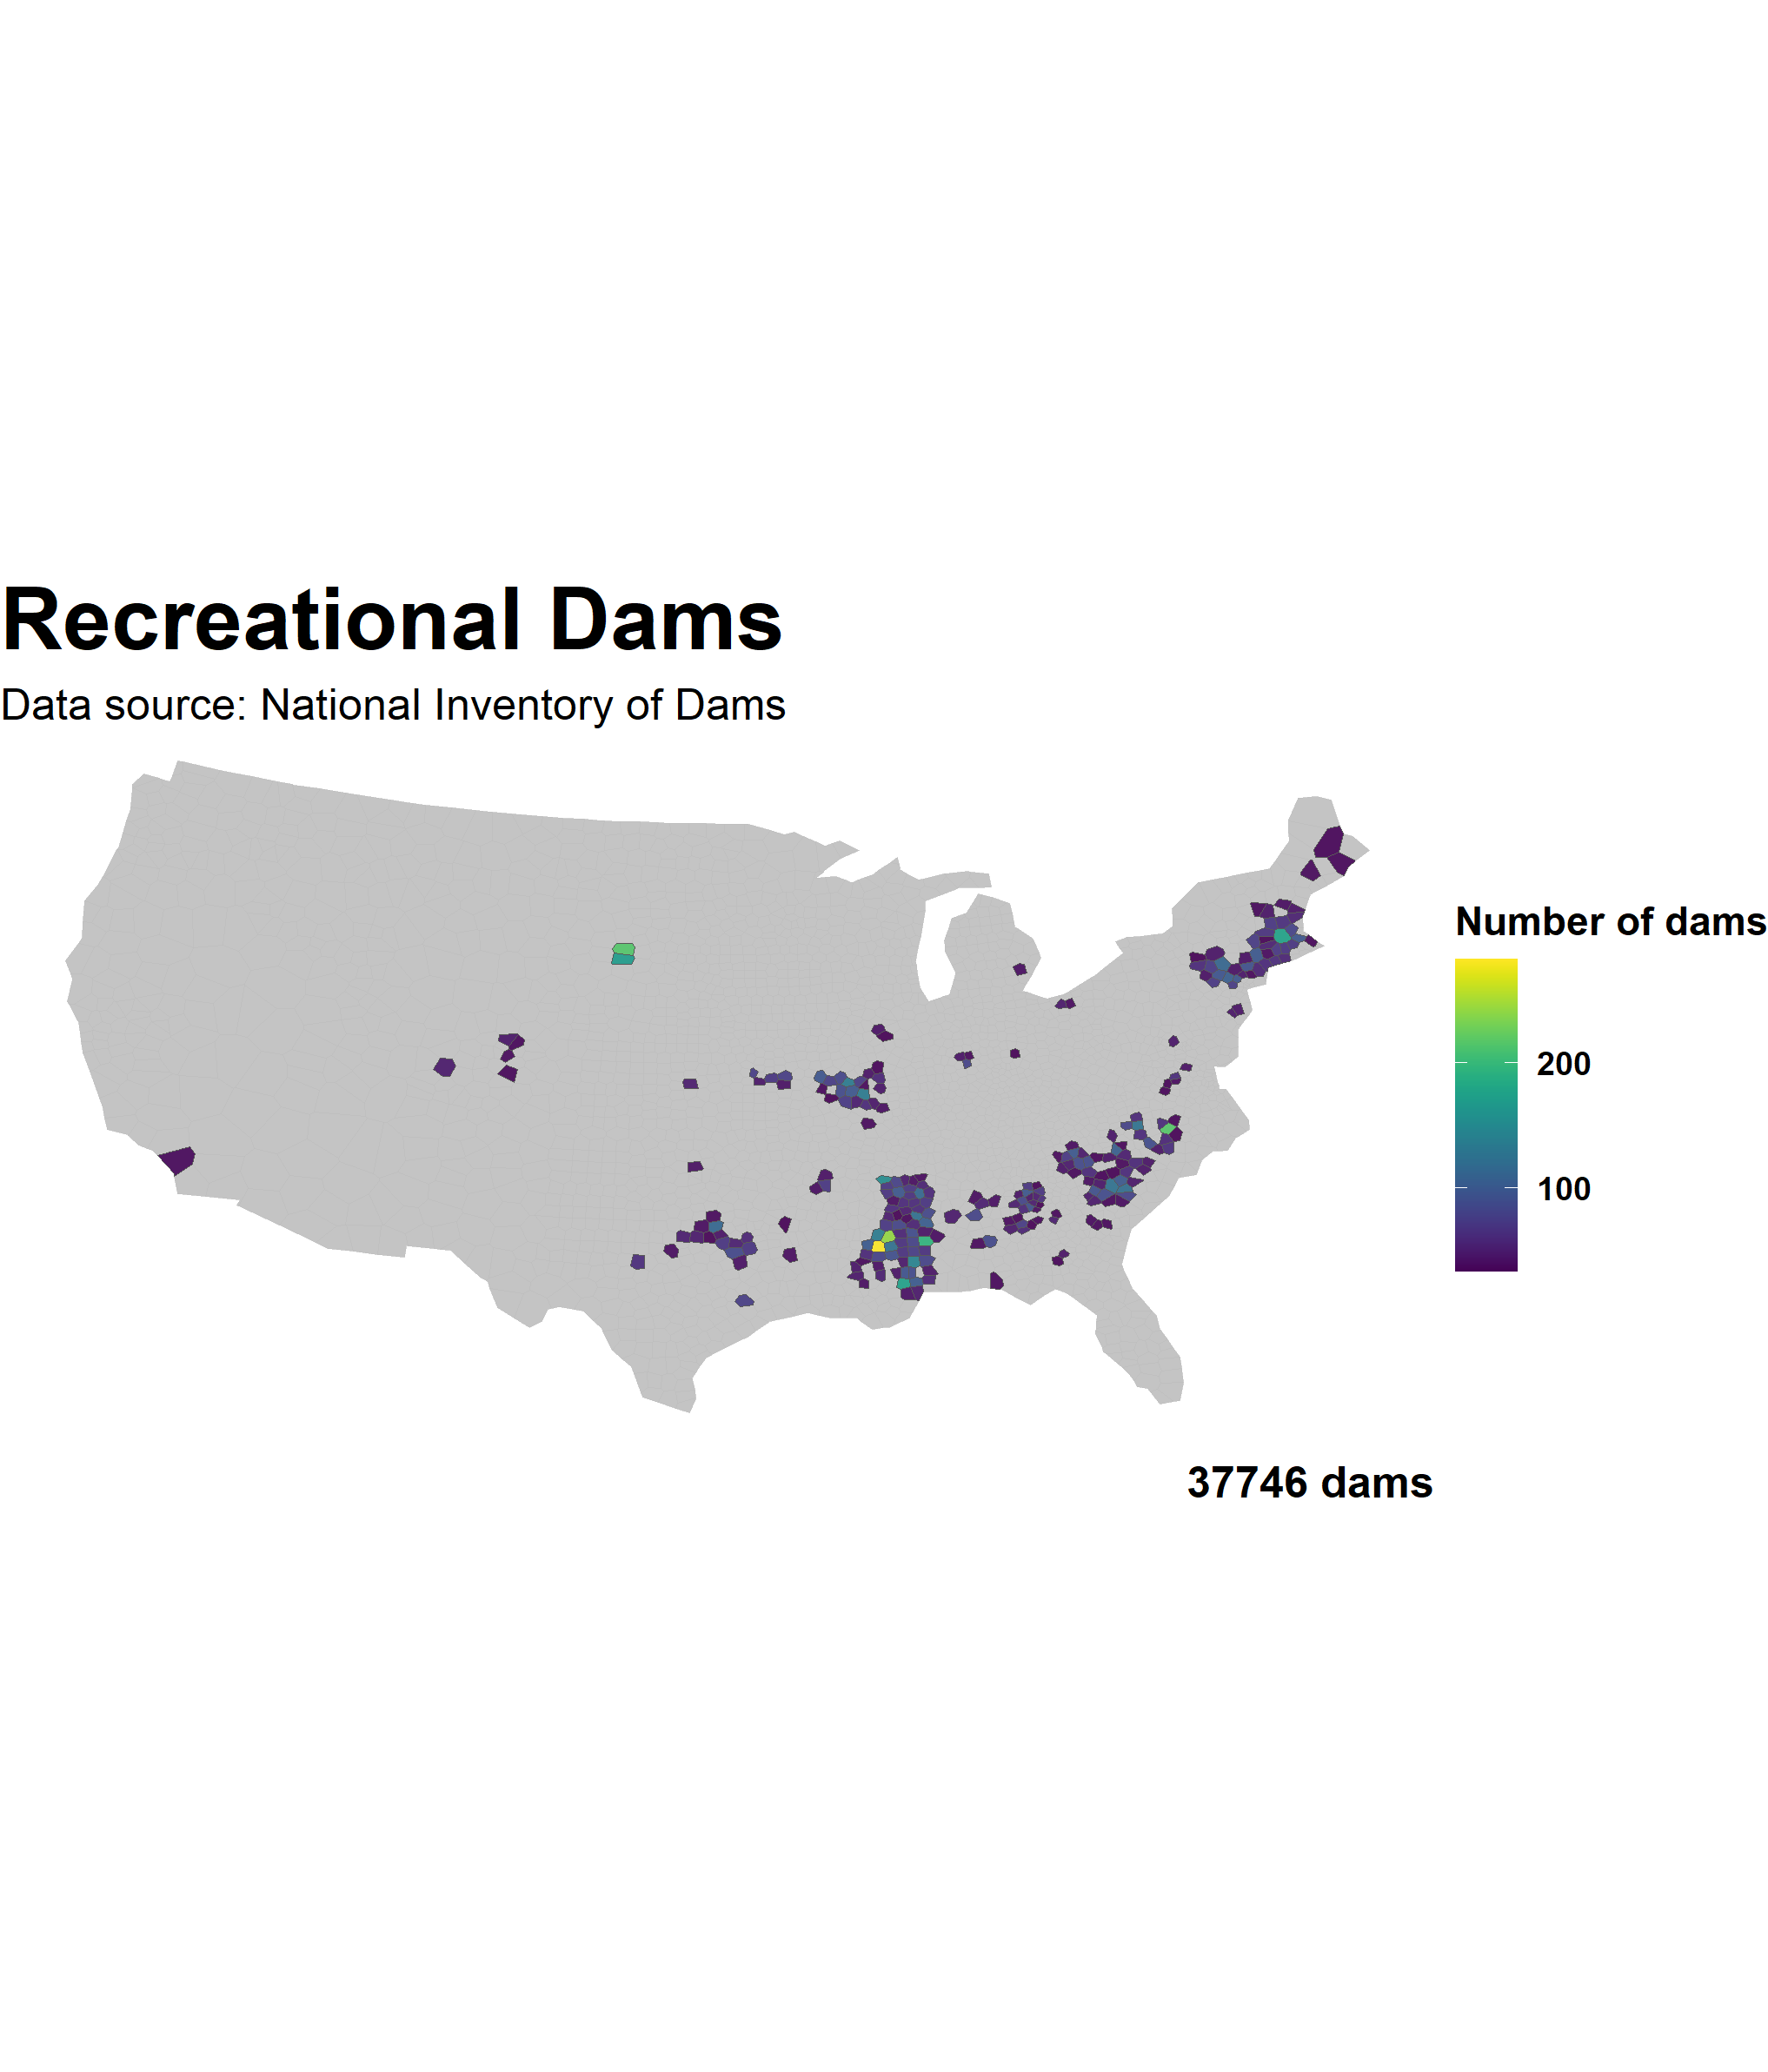 Recreational Dams
Data source: National Inventory of Dams
Number of dams
200
100
37746 dams